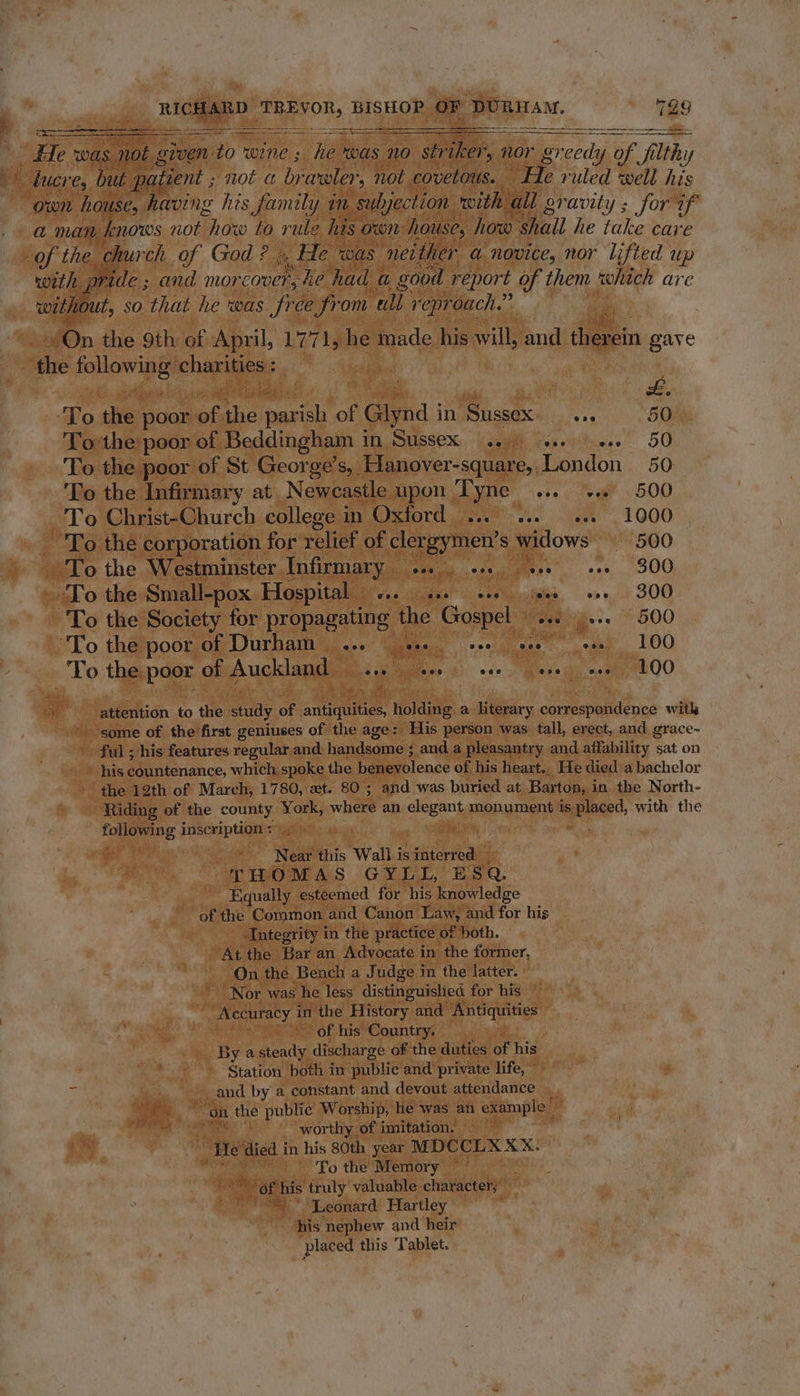 RICHARD TREVOR, BISHOP OF DURHAM. 729
He was not given to wine ; he was no striker, nor greedy of filthy
lucre, but patient ; not a brawler, not covetous. He ruled well his
own house, having his family in subjection with all gravity ; for if
a man knows not how to rule his own house, how shall he take care
of the church of God ? He was neither a novice, nor lifted up
with pride ; and moreover, he had a good report of them which are
without, so that he was free from all reproach.”
On the 9th of April, 1771, he made his will, and therein gave
the following charities :
£.
To the poor of the parish of Glynd in Sussex ... 50
To the poor of Beddingham in Sussex ... ... ... 50
To the poor of St George's, Hanover-square, London 50
To the Infirmary at Newcastle upon Tyne ... ... 500
To Christ-Church college in Oxford ... ... ... 1000
To the corporation for relief of clergymen's widows 500
To the Westminster Infirmary ... ... ... ... 300
To the Small-pox Hospital ... ... ... ... ... 300
To the Society for propagating the Gospel ... ... 500
To the poor of Durham ... ... ... ... ... 100
To the poor of Auckland ... ... ... ... ... 100
attention to the study of antiquities, holding a literary correspondence with
some of the first geniuses of the age: His person was tall, erect, and grace-
ful ; his features regular and handsome ; and a pleasantry and affability sat on
his countenance, which spoke the benevolence of his heart. He died a bachelor
the 12th of March, 1780, æt. 80 ; and was buried at Barton, in the North-
Riding of the county York, where an elegant monument is placed, with the
following inscription :
Near this Wall is interred
THOMAS GYLL, ESQ.
Equally esteemed for his knowledge
of the Common and Canon Law, and for his
Integrity in the practice of both.
At the Bar an Advocate in the former,
On the Bench a Judge in the latter.
Nor was he less distinguished for his
Accuracy in the History and Antiquities
of his Country.
By a steady discharge of the duties of his
Station both in public and private life,
and by a constant and devout attendance
on the public Worship, he was an example
worthy of imitation.
He died in his 80th year MDCCLXXX.
To the Memory
of his truly valuable character,
Leonard Hartley
his nephew and heir
placed this Tablet.